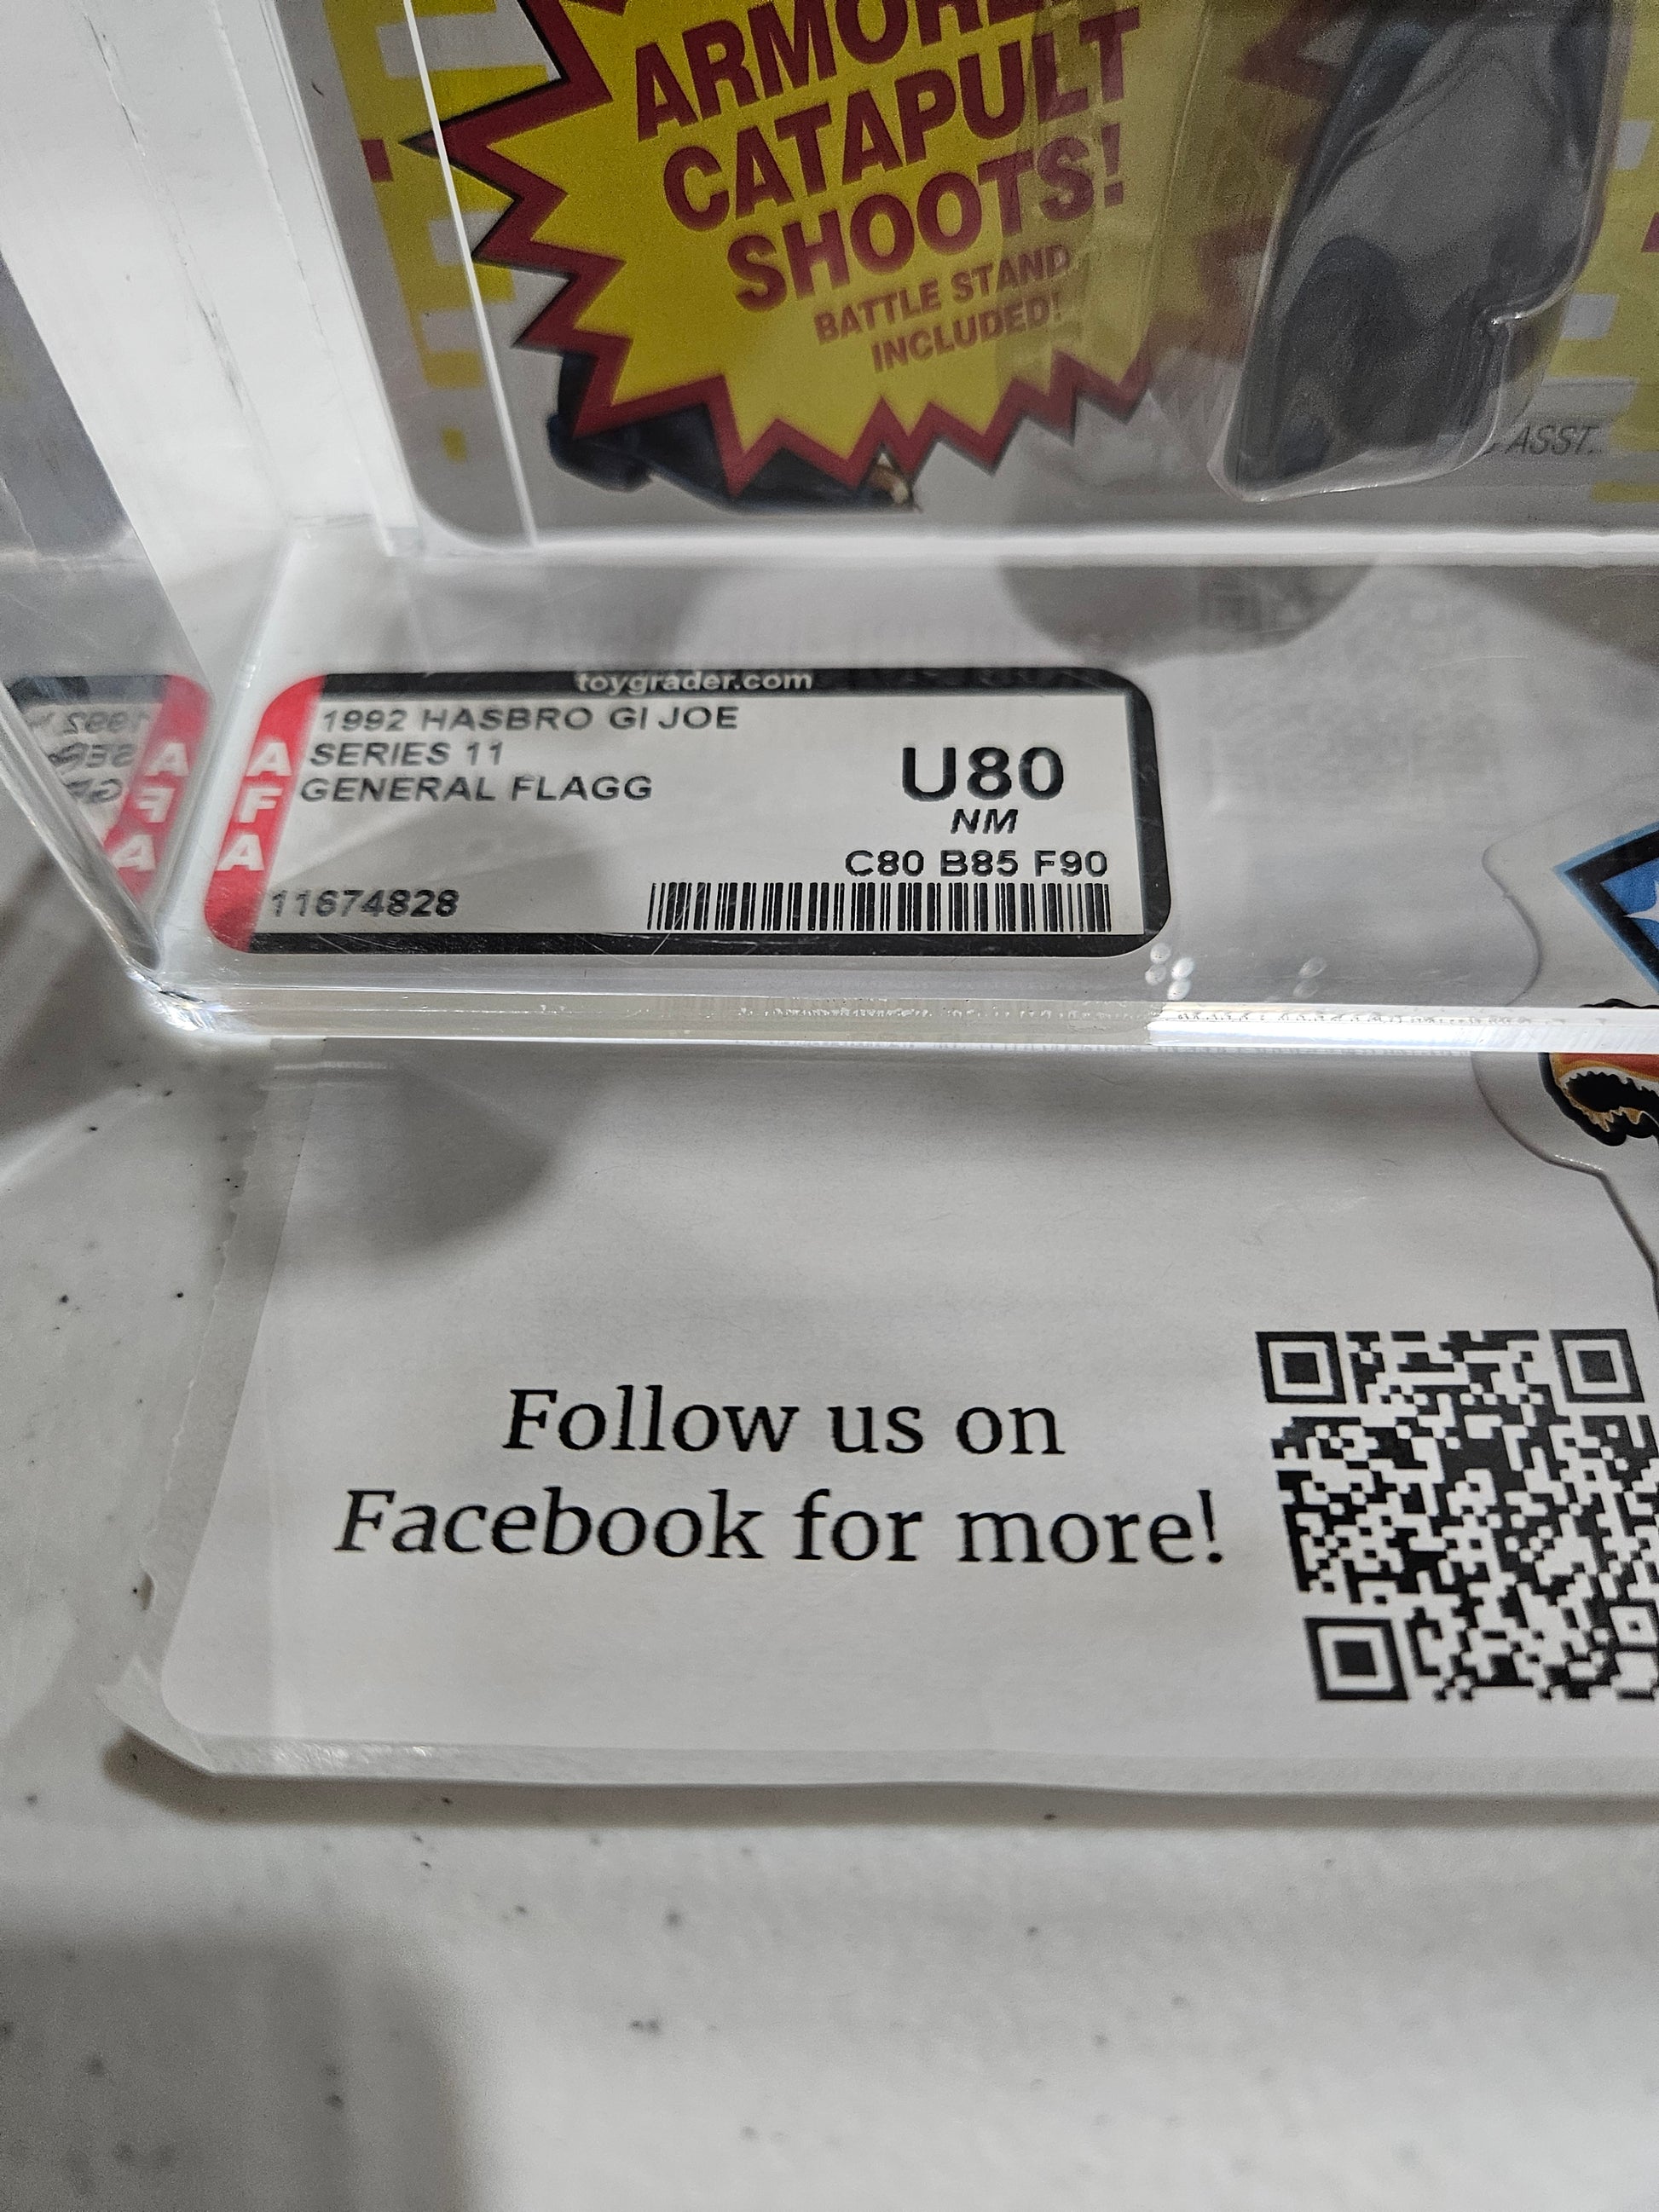 ARMORED
CATAPULT
SHOOTS!
BATTLE STAND
INCLUDED!
ASST.
toygrader.com
AFA
1992 HASBRO GI JOE
SERIES 11
GENERAL FLAGG
U80
NM
C80 B85 F90
11674828
Follow us on
Facebook for more!